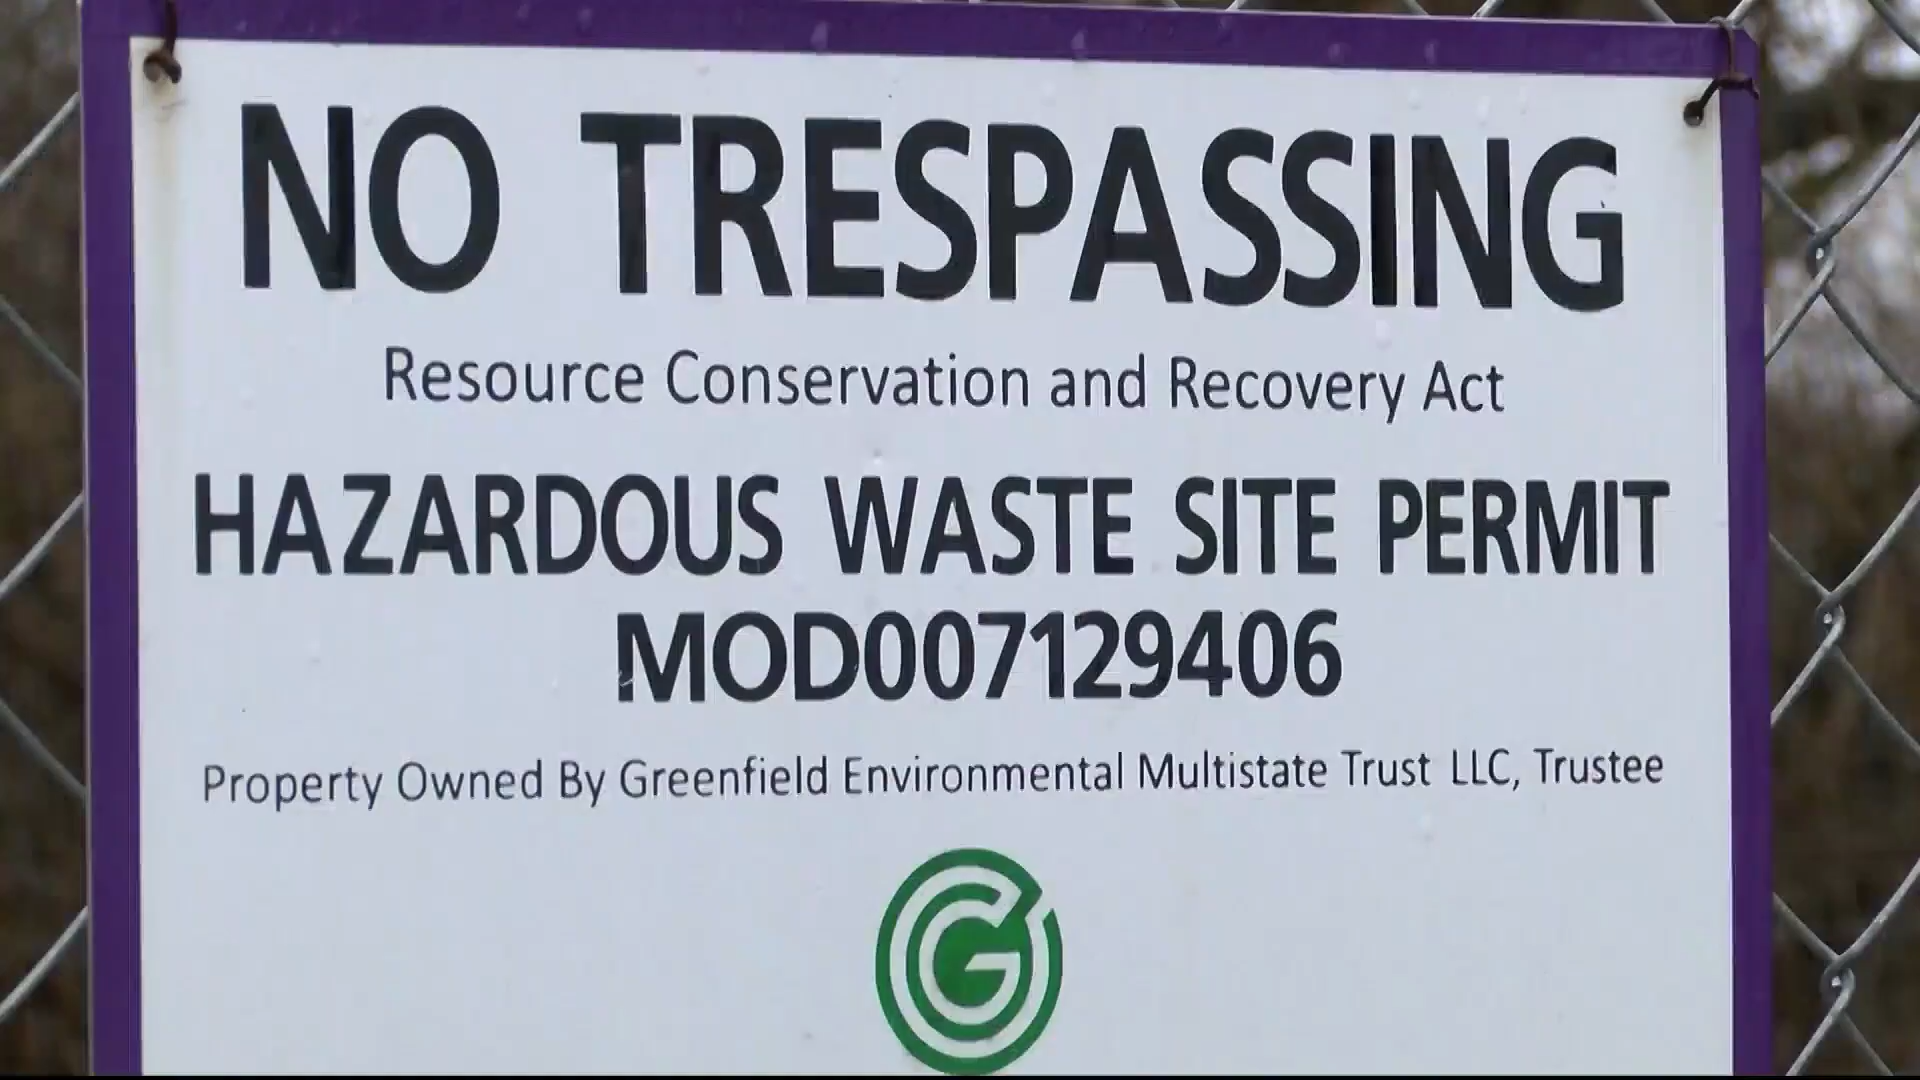 NO TRESPASSING
Resource Conservation and Recovery Act
HAZARDOUS WASTE SITE PERMIT
MOD007129406
Property Owned By Greenfield Environmental Multistate Trust LLC, Trustee
G